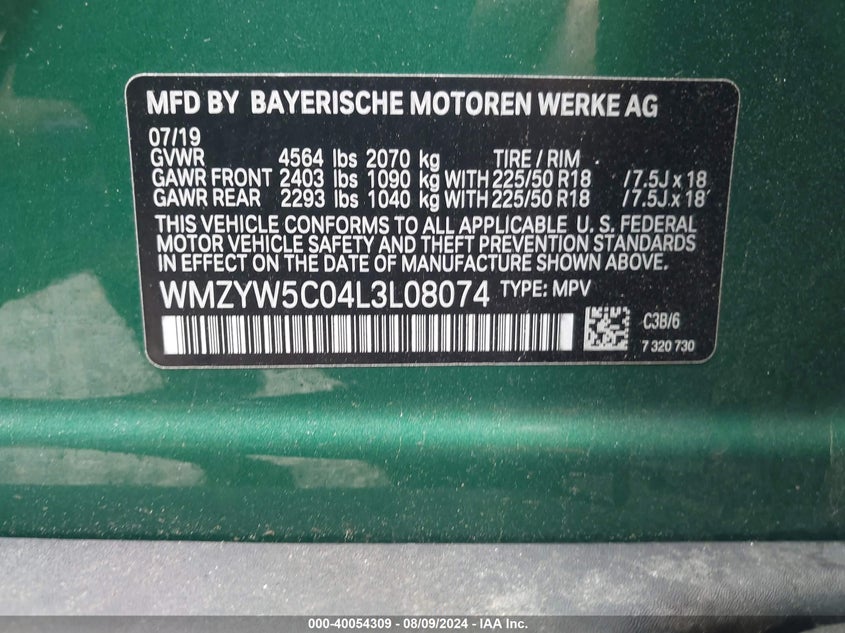 MFD BY BAYERISCHE MOTOREN WERKE AG
07/19
GVWR 4564 lbs 2070 kg TIRE / RIM
GAWR FRONT 2403 lbs 1090 kg WITH 225/50 R18 /7.5J x 18
GAWR REAR 2293 lbs 1040 kg WITH 225/50 R18 /7.5J x 18
THIS VEHICLE CONFORMS TO ALL APPLICABLE U. S. FEDERAL
MOTOR VEHICLE SAFETY AND THEFT PREVENTION STANDARDS
IN EFFECT ON THE DATE OF MANUFACTURE SHOWN ABOVE.
WMZYW5C04L3L08074 TYPE: MPV
C3B/6
7 320 730
000-40054309 - 08/09/2024 - IAA Inc.